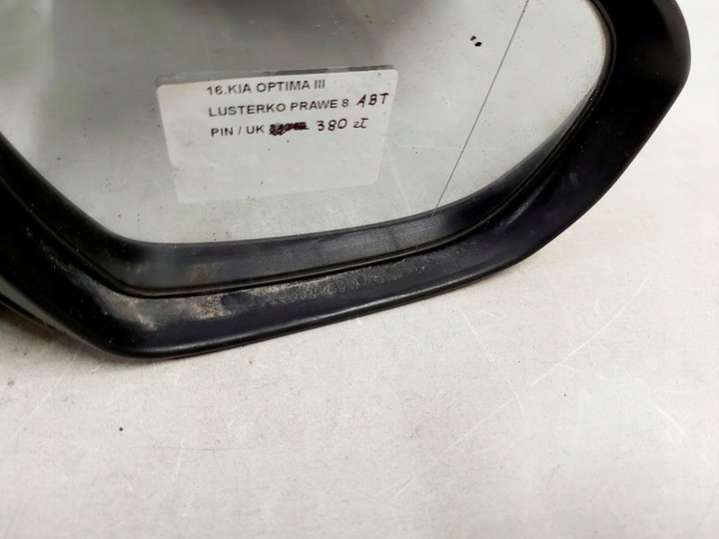 16.KIA OPTIMA III
LUSTERKO PRAWE 8 ABT
PIN / UK 380 zł